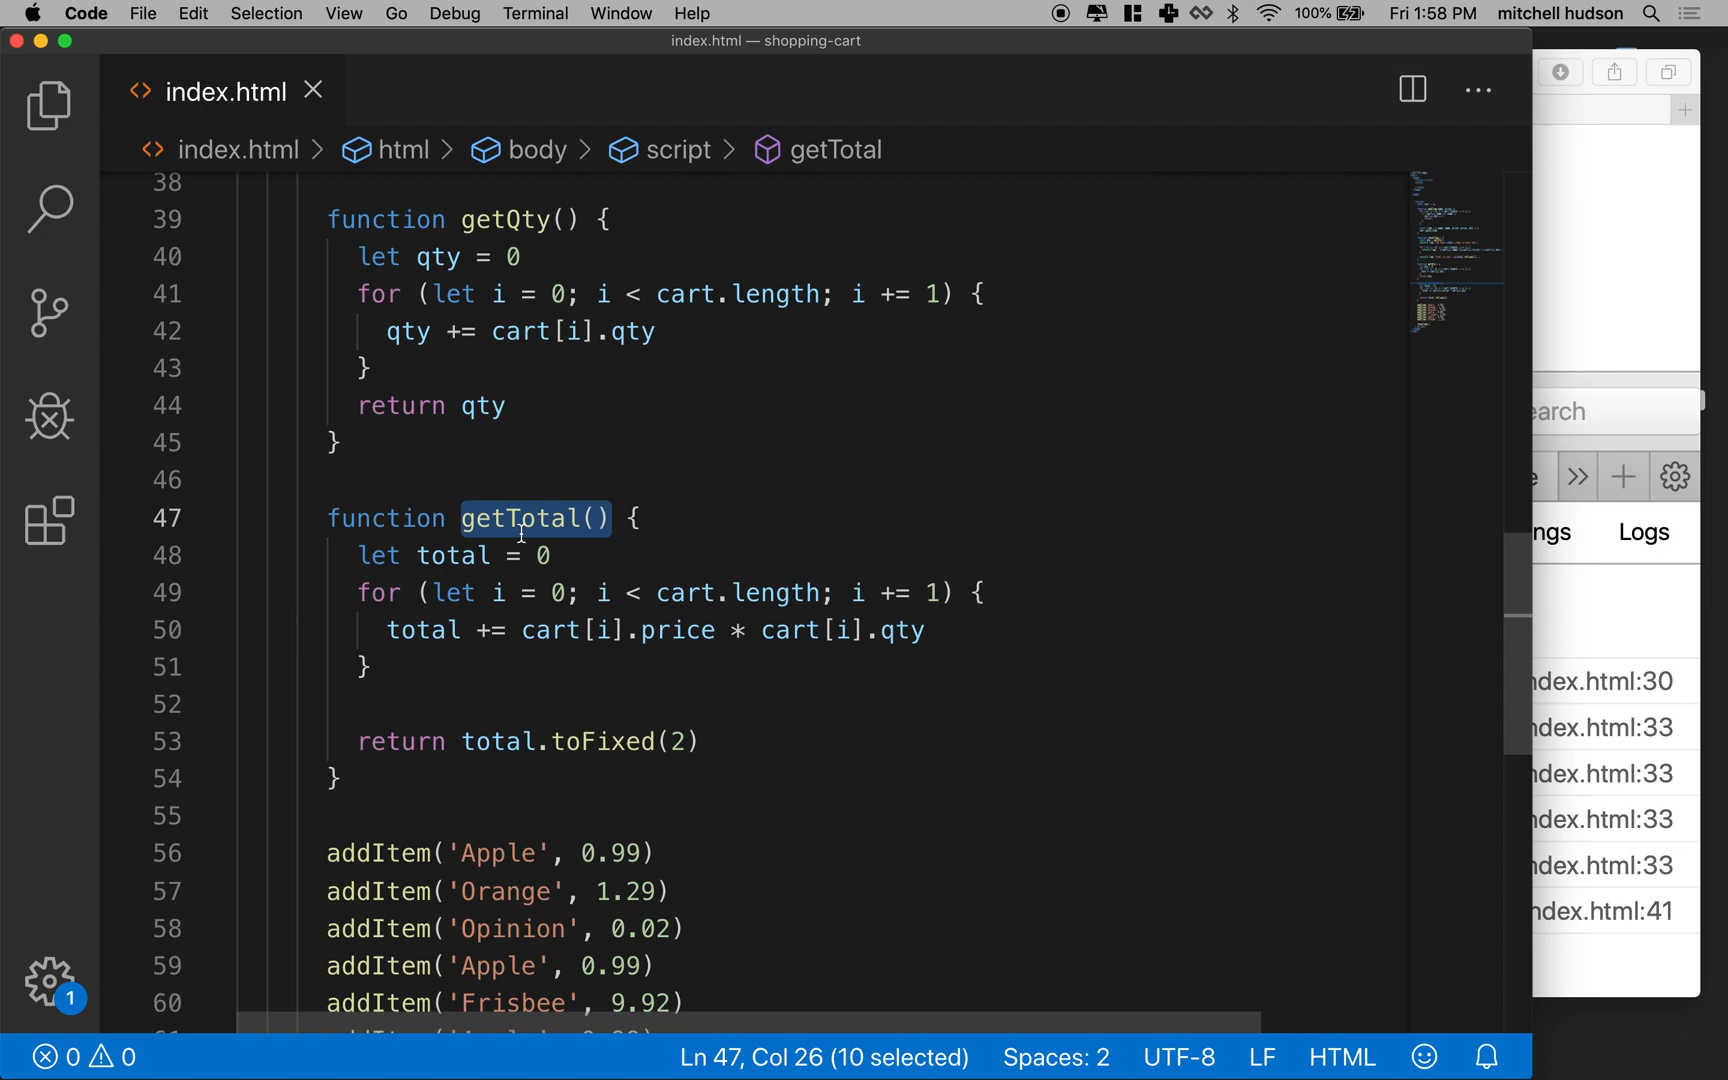 Code File Edit Selection View Go Debug Terminal Window Help 100% Fri 1:58 PM mitchell hudson
index.html — shopping-cart
index.html
index.html > html > body > script > getTotal
38
39 function getQty() {
40 let qty = 0
41 for (let i = 0; i < cart.length; i += 1) {
42 qty += cart[i].qty
43 }
44 return qty
45 }
46
47 function getTotal() {
48 let total = 0
49 for (let i = 0; i < cart.length; i += 1) {
50 total += cart[i].price * cart[i].qty
51 }
52
53 return total.toFixed(2)
54 }
55
56 addItem('Apple', 0.99)
57 addItem('Orange', 1.29)
58 addItem('Opinion', 0.02)
59 addItem('Apple', 0.99)
60 addItem('Frisbee', 9.92)
earch
e
ngs Logs
ndex.html:30
ndex.html:33
ndex.html:33
ndex.html:33
ndex.html:33
ndex.html:41
1
0 0 Ln 47, Col 26 (10 selected) Spaces: 2 UTF-8 LF HTML